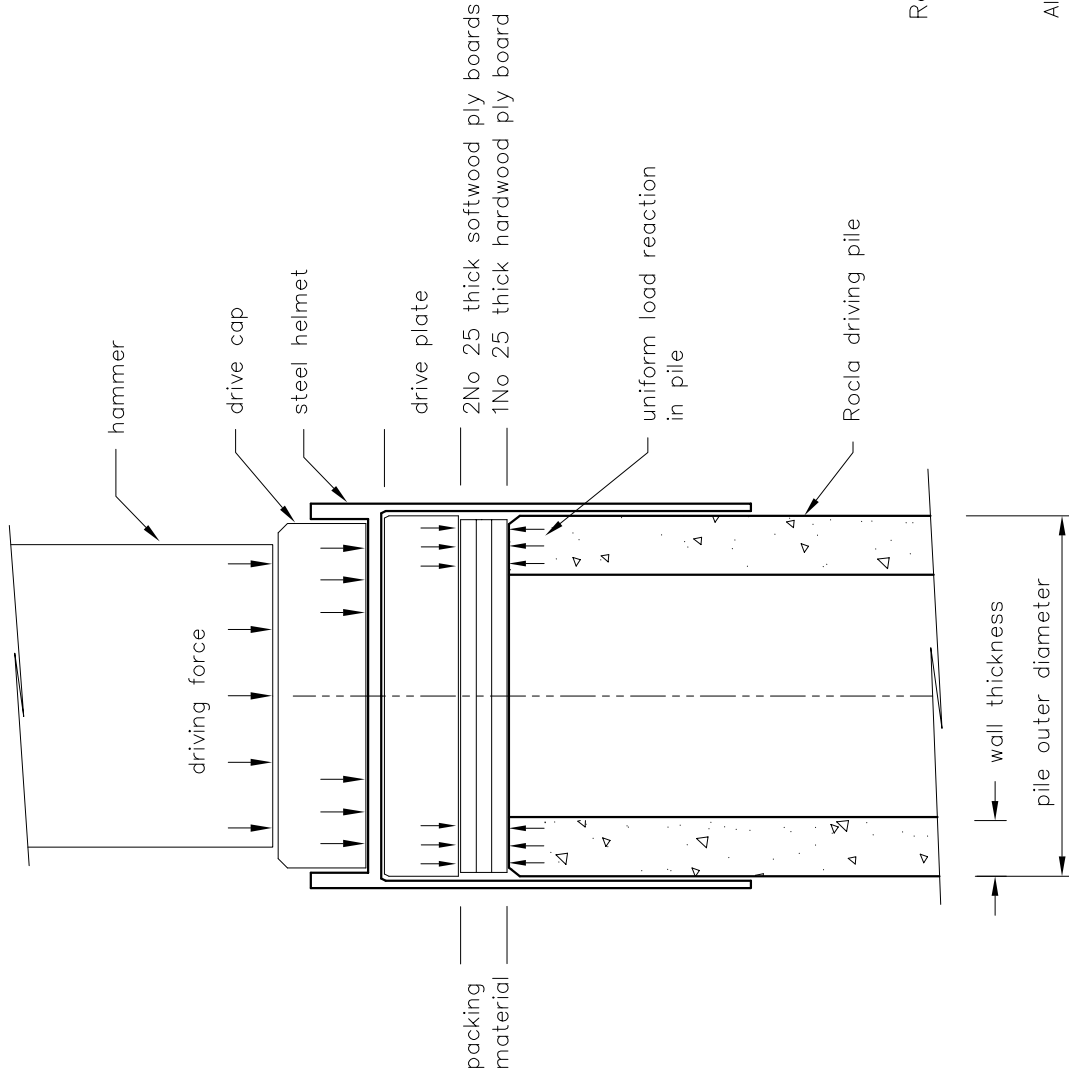 hammer
drive cap
steel helmet
driving force
drive plate
2No 25 thick softwood ply boards
1No 25 thick hardwood ply board
packing
material
uniform load reaction
in pile
Rocla driving pile
wall thickness
pile outer diameter